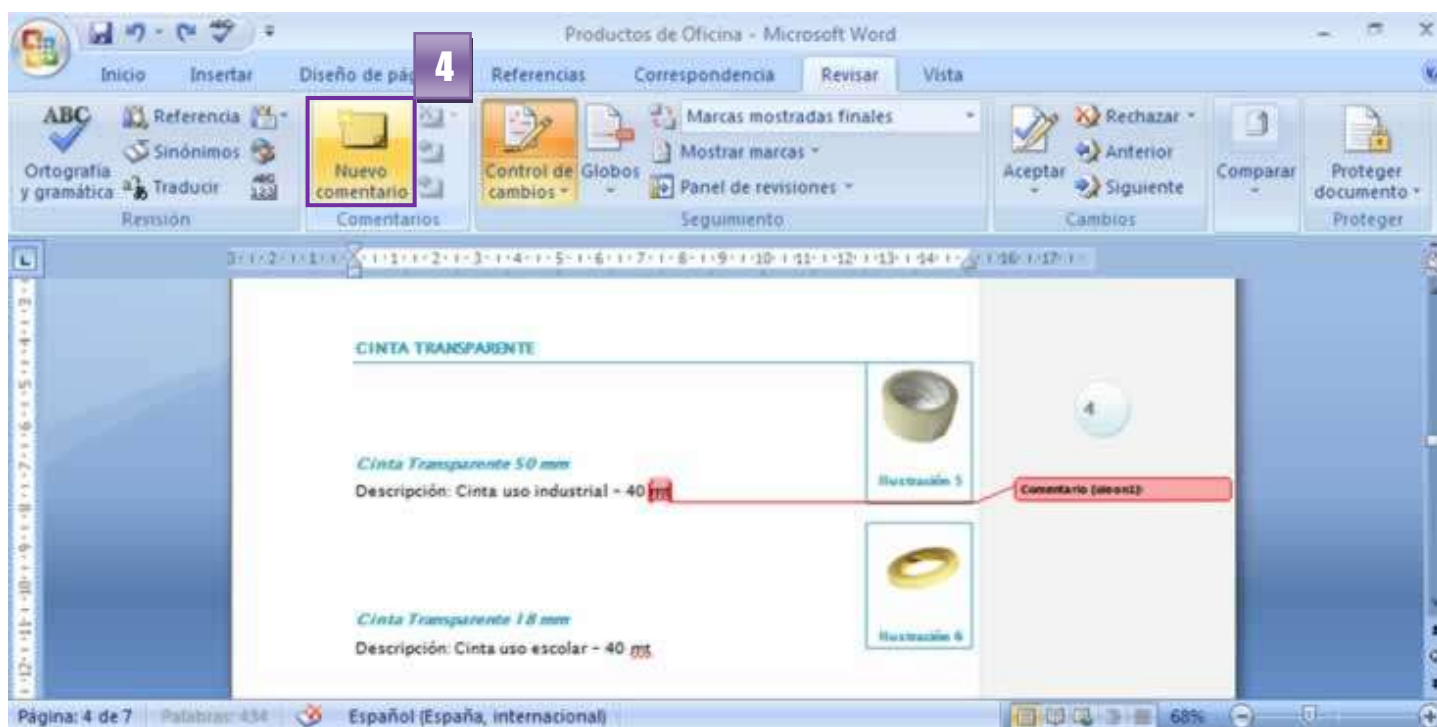 Productos de Oficina - Microsoft Word
Inicio Insertar Diseño de pág Referencias Correspondencia Revisar Vista
4
ABC Ortografía y gramática
Referencia
Sinónimos
Traducir
Revisión
Nuevo comentario
Comentarios
Control de cambios
Globos
Marcas mostradas finales
Mostrar marcas
Panel de revisiones
Seguimiento
Aceptar
Rechazar
Anterior
Siguiente
Cambios
Comparar
Proteger documento
Proteger
CINTA TRANSPARENTE
4
Cinta Transparente 50 mm
Ilustración 5
Descripción: Cinta uso industrial - 40 mt
Cinta Transparente 18 mm
Ilustración 6
Descripción: Cinta uso escolar - 40 mt
Página: 4 de 7 Palabras: 434 Español (España, internacional) 68%